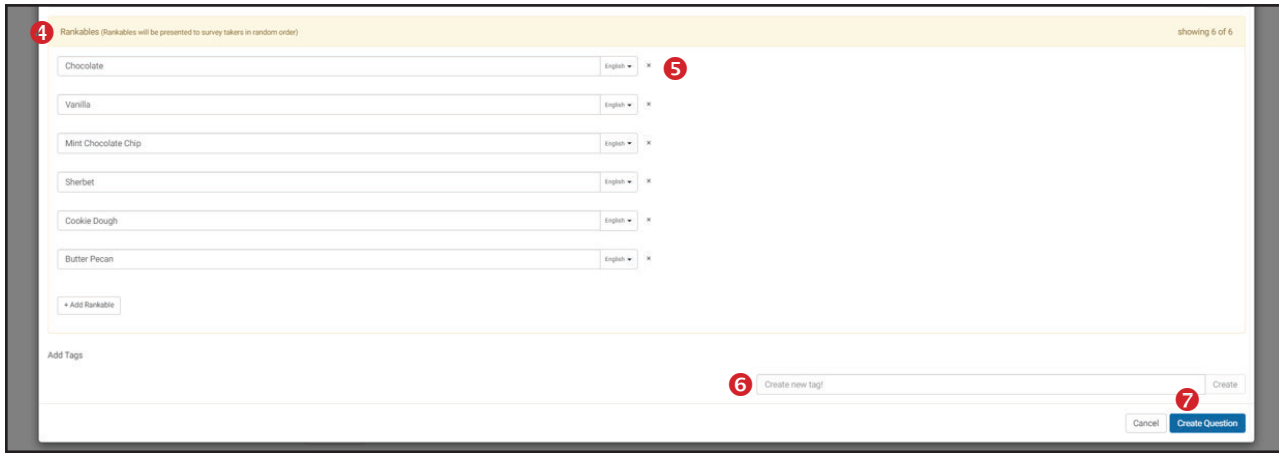 4 Rankables (Rankables will be presented to survey takers in random order) showing 6 of 6
Chocolate English × 5
Vanilla English ×
Mint Chocolate Chip English ×
Sherbet English ×
Cookie Dough English ×
Butter Pecan English ×
+ Add Rankable
Add Tags
6 Create new tag! Create
7
Cancel Create Question